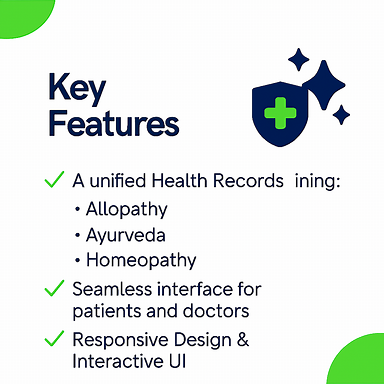 Key
Features
✓ A unified Health Records ining:
• Allopathy
• Ayurveda
• Homeopathy
✓ Seamless interface for
patients and doctors
✓ Responsive Design &
Interactive UI